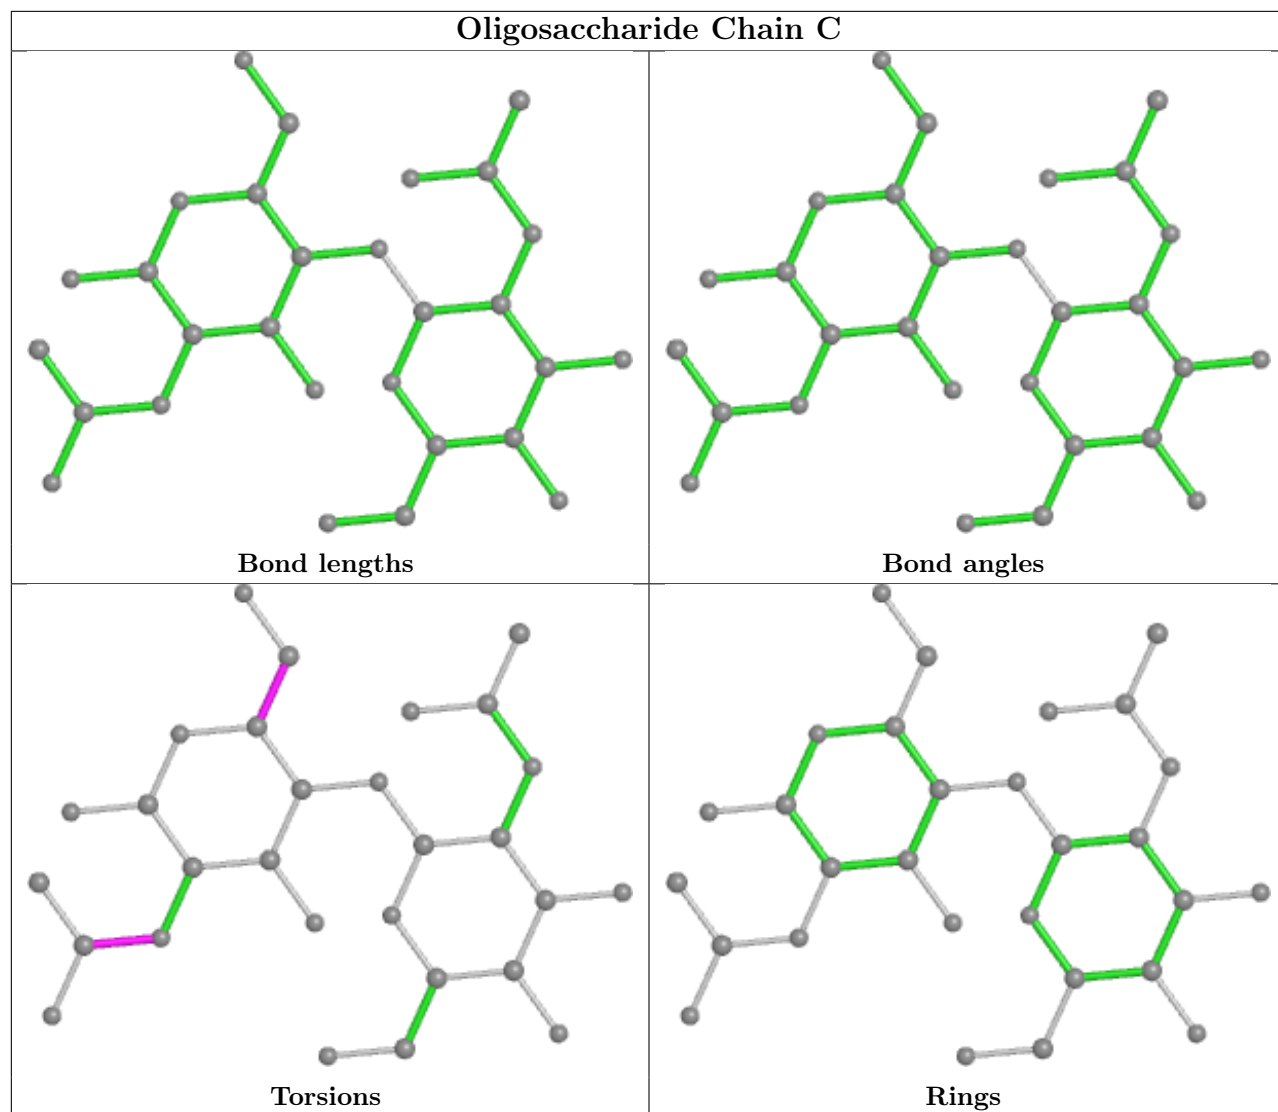 Oligosaccharide Chain C
Bond lengths
Bond angles
Torsions
Rings